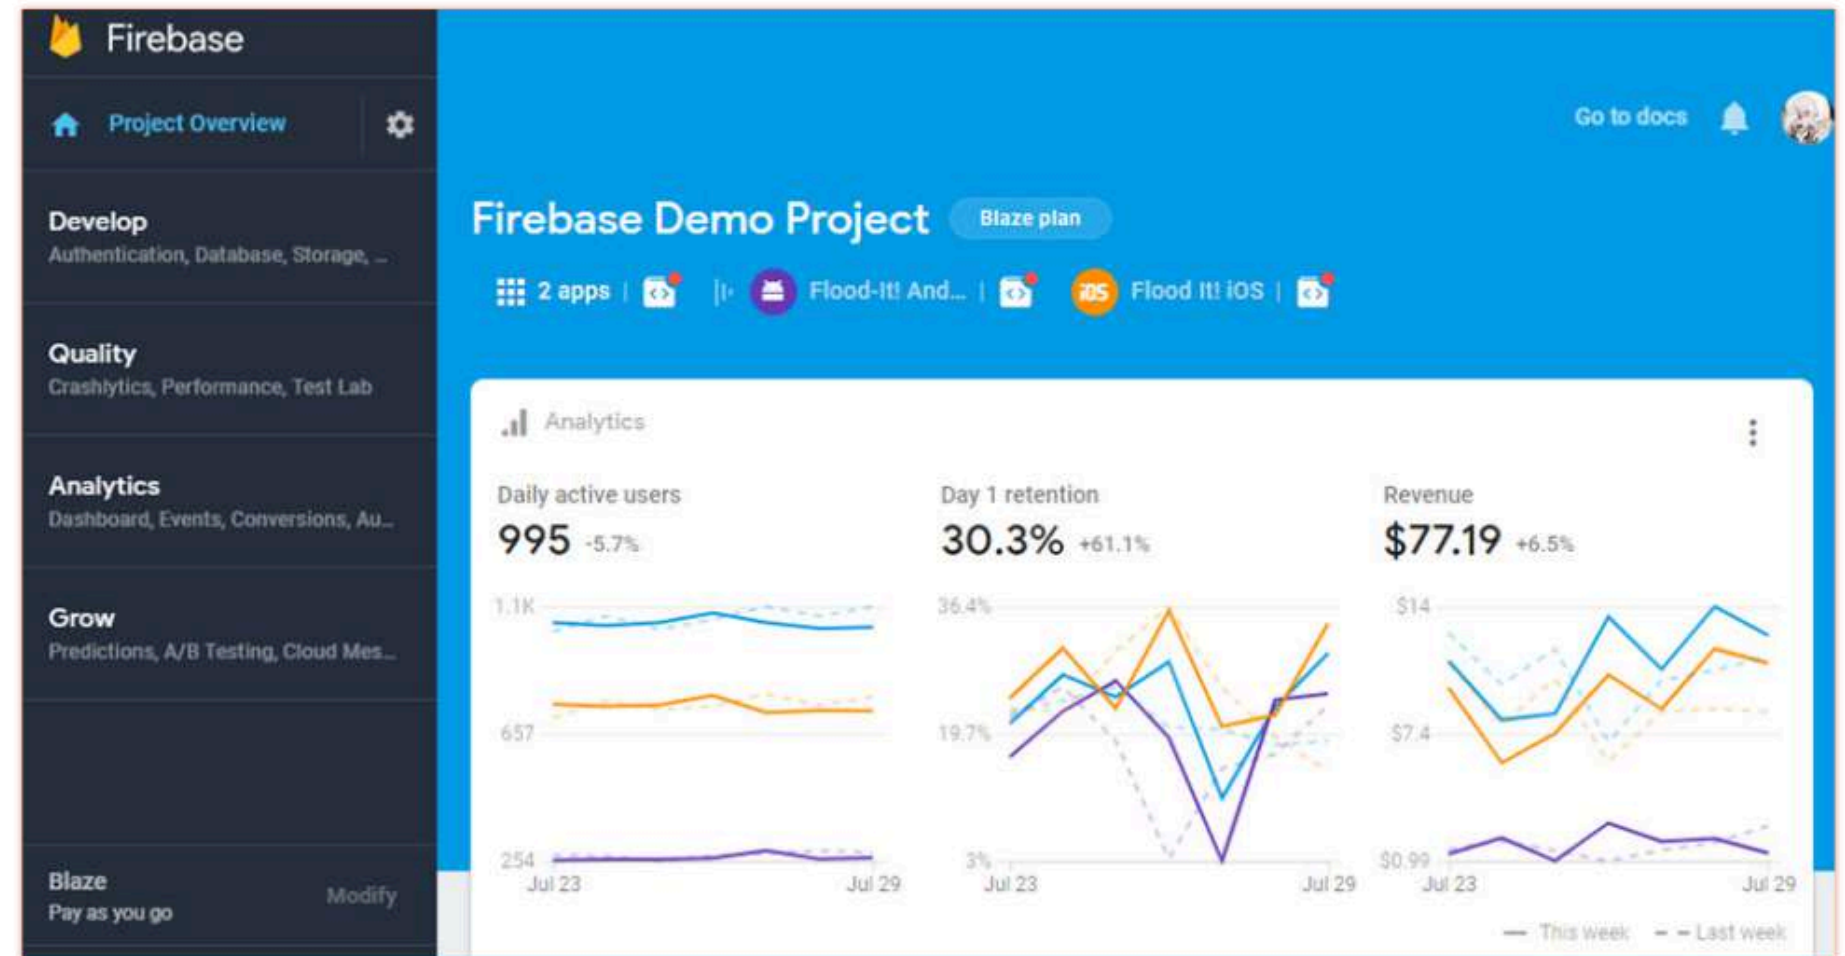 Firebase
Project Overview
Go to docs
Develop
Authentication, Database, Storage, ...
Quality
Crashlytics, Performance, Test Lab
Analytics
Dashboard, Events, Conversions, Au...
Grow
Predictions, A/B Testing, Cloud Mes...
Blaze
Pay as you go
Modify
Firebase Demo Project
Blaze plan
2 apps
Flood-It! And...
iOS
Flood It! iOS
Analytics
Daily active users
995 -5.7%
1.1K
657
254
Jul 23
Jul 29
Day 1 retention
30.3% +61.1%
36.4%
19.7%
3%
Jul 23
Jul 29
Revenue
$77.19 +6.5%
$14
$7.4
$0.99
Jul 23
Jul 29
This week
Last week